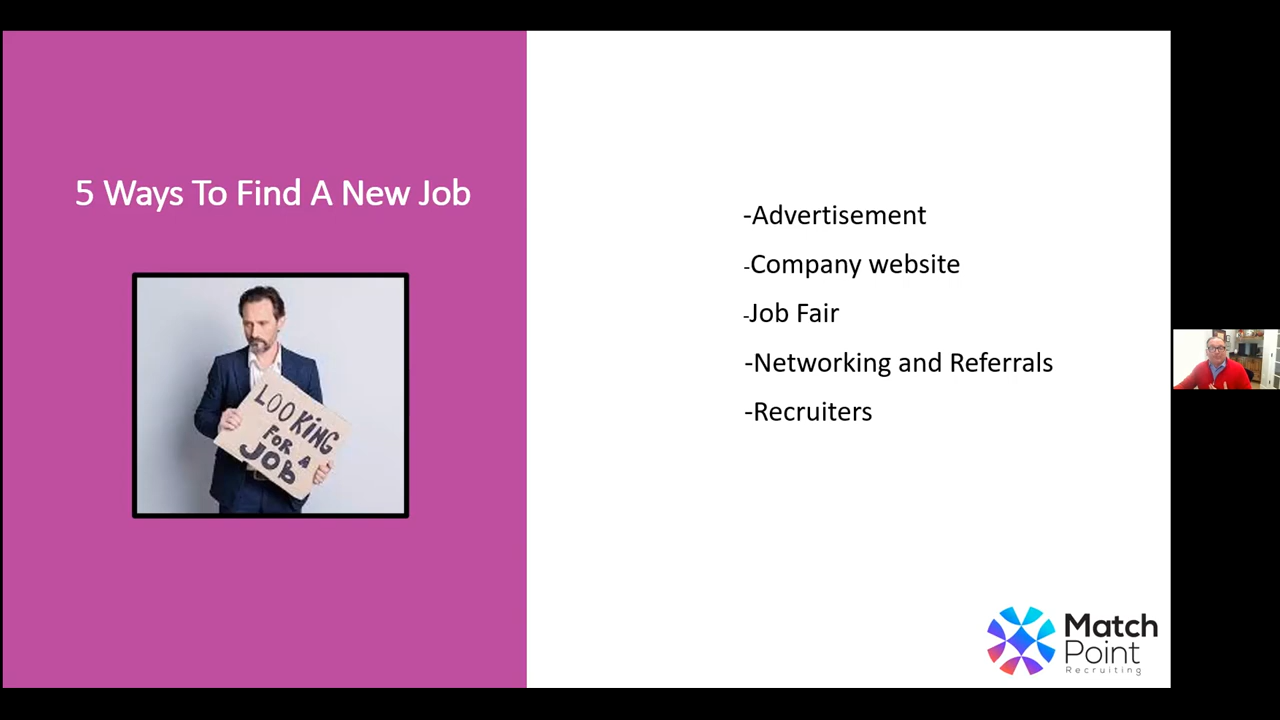 5 Ways To Find A New Job
LOOKING
FOR A
JOB
-Advertisement
-Company website
-Job Fair
-Networking and Referrals
-Recruiters
Match
Point
Recruiting